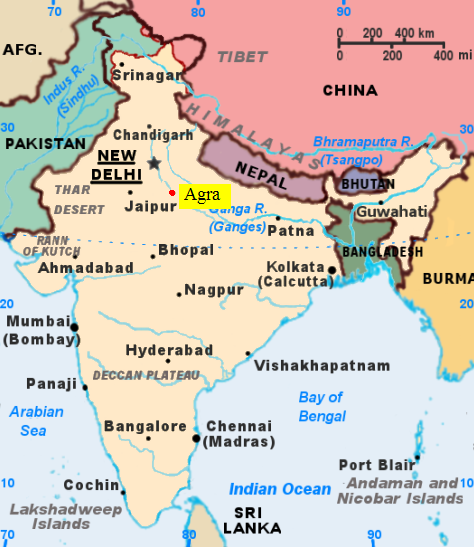 70
80
90
0 200 400 km
0 200 400 mi
AFG.
TIBET
Srinagar
Indus R.
(Sindhu)
CHINA
HIMALAYAS
30
30
Chandigarh
PAKISTAN
NEW
DELHI
Bhramaputra R.
(Tsangpo)
NEPAL
BHUTAN
THAR
DESERT
Agra
Jaipur
Ganga R.
(Ganges)
Guwahati
Patna
RANN
OF KUTCH
Bhopal
BANGLADESH
Ahmadabad
Kolkata
(Calcutta)
BURMA
Nagpur
20
20
Mumbai
(Bombay)
Hyderabad
Vishakhapatnam
DECCAN PLATEAU
Panaji
Bay of
Bengal
Arabian
Sea
Bangalore
Chennai
(Madras)
Port Blair
Cochin
10
10
Indian Ocean
Andaman and
Nicobar Islands
Lakshadweep
Islands
SRI
LANKA
70
80
90